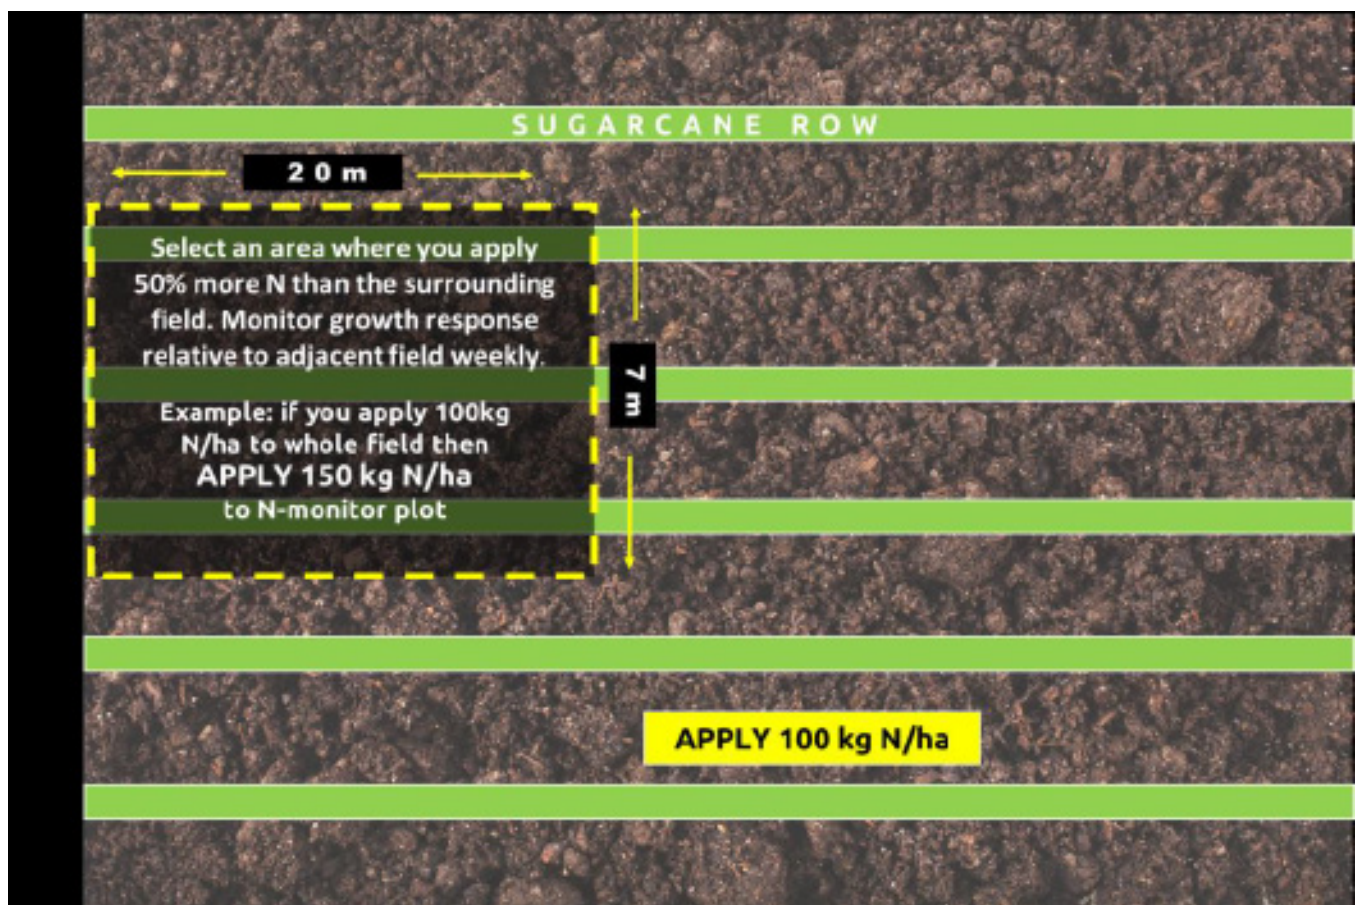 SUGARCANE ROW
20 m
Select an area where you apply
50% more N than the surrounding
field. Monitor growth response
relative to adjacent field weekly.
7 m
Example: if you apply 100kg
N/ha to whole field then
APPLY 150 kg N/ha
to N-monitor plot
APPLY 100 kg N/ha